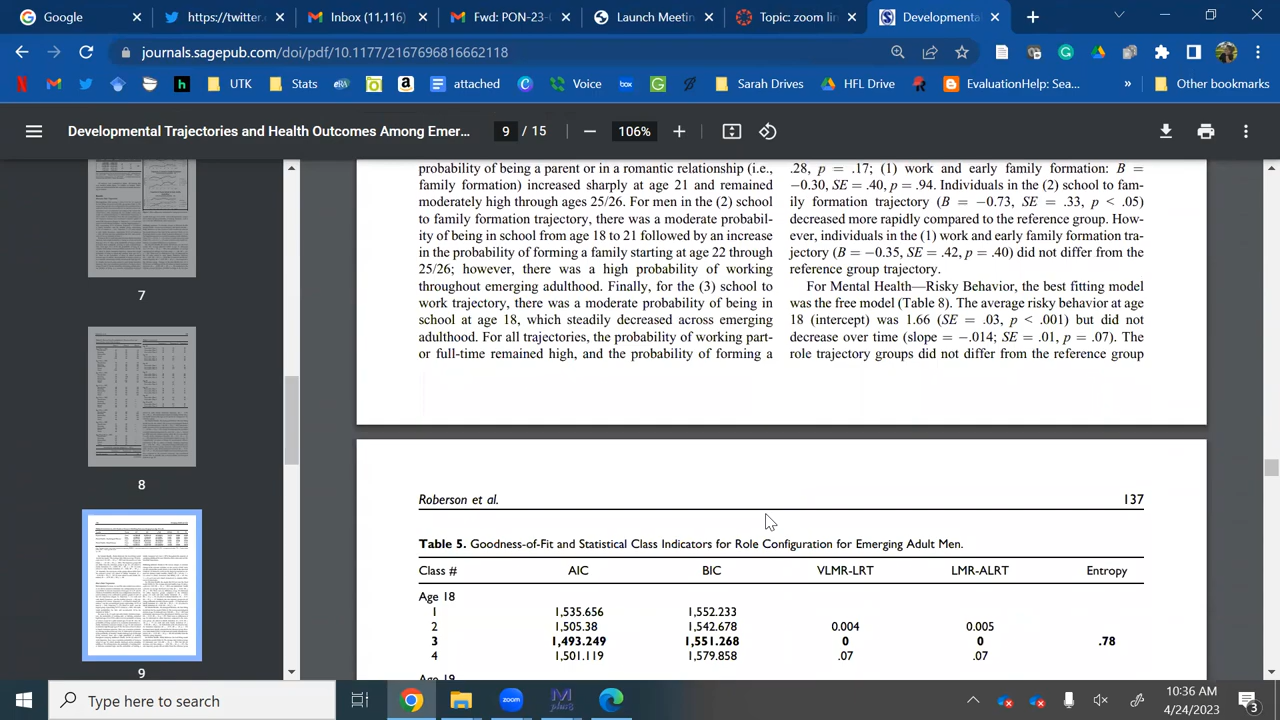 Google
https://twitter.
Inbox (11,116)
Fwd: PON-23-
Launch Meetin
Topic: zoom lin
Developmental
journals.sagepub.com/doi/pdf/10.1177/2167696816662118
UTK
Stats
attached
Voice
box
Sarah Drives
HFL Drive
EvaluationHelp: Sea...
»
Other bookmarks
Developmental Trajectories and Health Outcomes Among Emer...
9 / 15
106%
7
8
9
probability of being aparent or in a romantic relationship (i.e.,
family formation) increased sharply at age 21 and remained
moderately high through ages 25/26. For men in the (2) school
to family formation trajectory, there was a moderate probabil-
ity of being in school from age 18 to 21 followed by an increase
in the probability of forming a family starting at age 22 through
25/26; however, there was a high probability of working
throughout emerging adulthood. Finally, for the (3) school to
work trajectory, there was a moderate probability of being in
school at age 18, which steadily decreased across emerging
adulthood. For all trajectories, the probability of working part-
or full-time remained high, and the probability of forming a
.28, p = .17; (1) work and early family formation: B =
−0.30, SE = .40, p = .94. Individuals in the (2) school to fam-
ily formation trajectory (B = −0.73, SE = .33, p < .05)
decreased more rapidly compared to the reference group. How-
ever, individuals in the (1) work and early family formation tra-
jectory (B = −0.35, SE = .42, p = .40) did not differ from the
reference group trajectory.
For Mental Health—Risky Behavior, the best fitting model
was the free model (Table 8). The average risky behavior at age
18 (intercept) was 1.66 (SE = .03, p < .001) but did not
decrease over time (slope = −.014; SE = .01, p = .07). The
role trajectory groups did not differ from the reference group
Roberson et al.
137
Table 5. Goodness-of-Fit and Statistical Class Indicators for Role Configuration for Emerging Adult Men.
Class # AIC BIC VLMR-LRT LMR-ALRT Entropy
Age 18
1,535.656 1,552.233
1,505.38 1,542.678 0.004 0.005
1,493.249 1,551.268 0 0 .78
4 1,501.119 1,579.858 .07 .07
Age 19
Type here to search
zoom
10:36 AM
4/24/2023
3